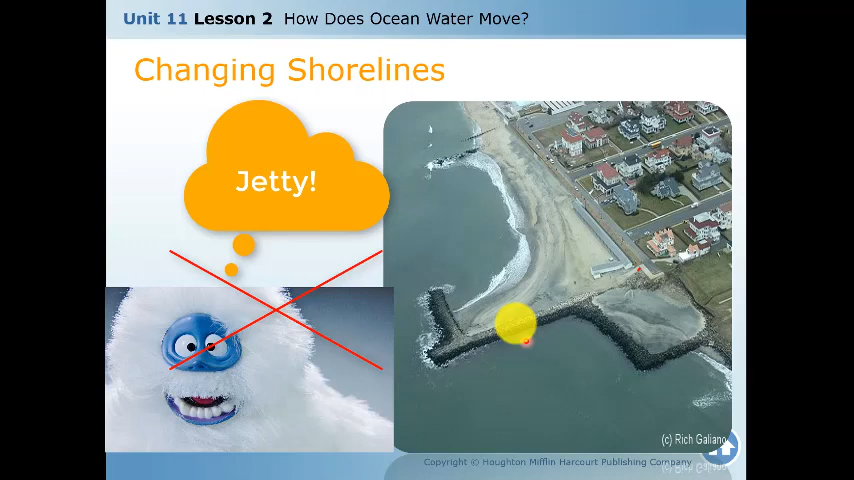 Unit 11 Lesson 2 How Does Ocean Water Move?
Changing Shorelines
Jetty!
(c) Rich Galiano
Copyright © Houghton Mifflin Harcourt Publishing Company